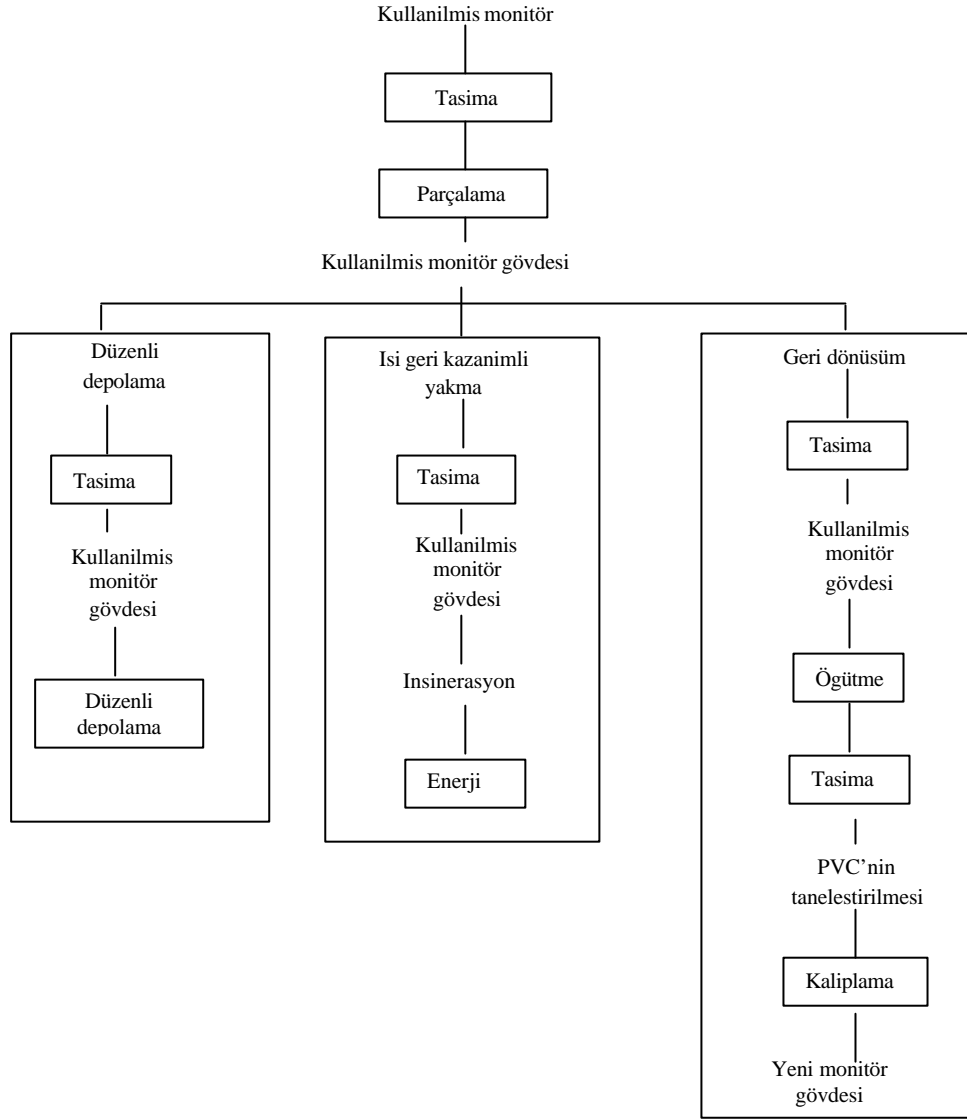 Kullanilmis monitör
Tasima
Parçalama
Kullanilmis monitör gövdesi
Düzenli
depolama
Tasima
Kullanilmis
monitör
gövdesi
Düzenli
depolama
Isi geri kazanimli
yakma
Tasima
Kullanilmis
monitör
gövdesi
Insinerasyon
Enerji
Geri dönüsüm
Tasima
Kullanilmis
monitör
gövdesi
Ögütme
Tasima
PVC’nin
tanelestirilmesi
Kaliplama
Yeni monitör
gövdesi